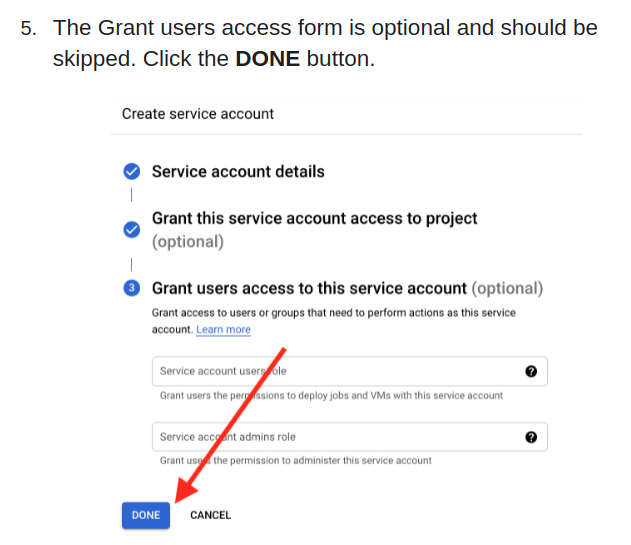 5. The Grant users access form is optional and should be
skipped. Click the DONE button.
Create service account
Service account details
Grant this service account access to project
(optional)
3 Grant users access to this service account (optional)
Grant access to users or groups that need to perform actions as this service
account. Learn more
Service account users role
?
Grant users the permissions to deploy jobs and VMs with this service account
Service account admins role
?
Grant users the permission to administer this service account
DONE CANCEL